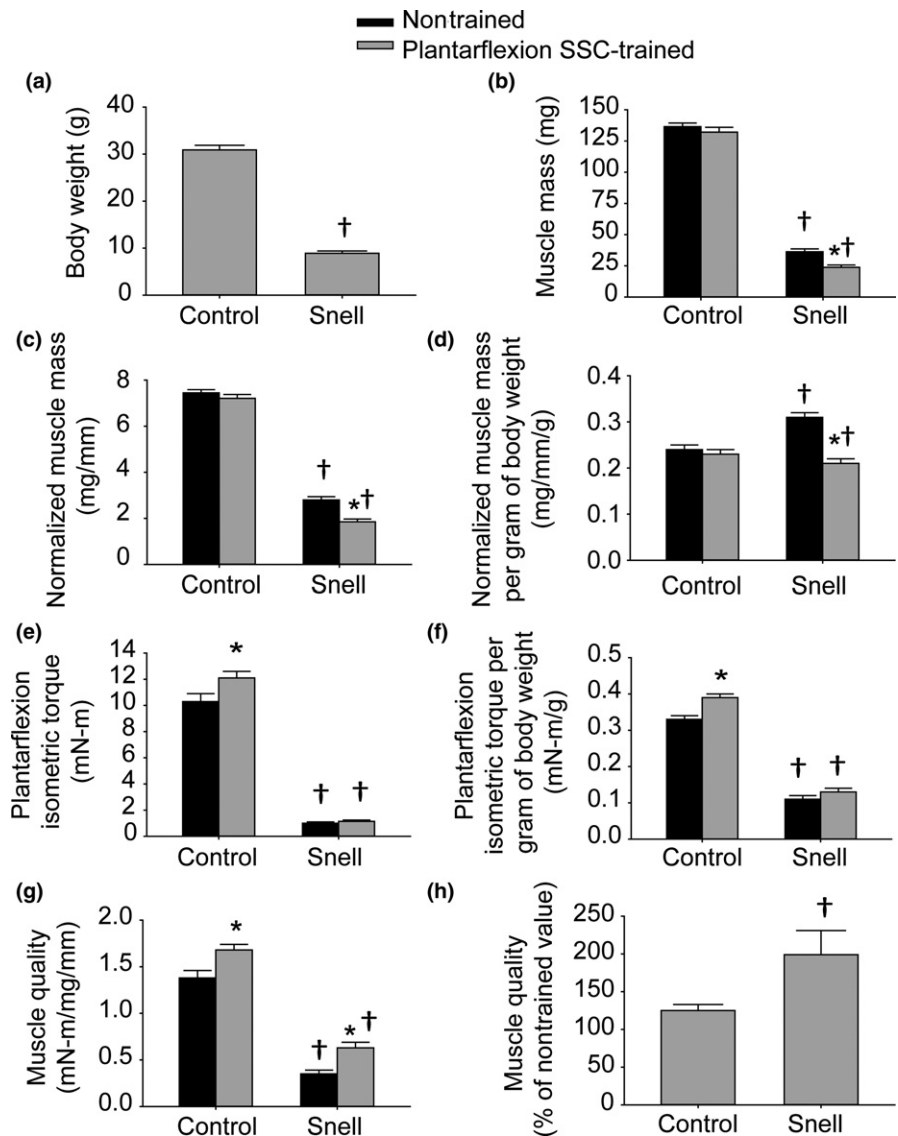 Nontrained
Plantarflexion SSC-trained
(a)
Body weight (g)
40
30
20
10
0
†
Control
Snell
(b)
Muscle mass (mg)
150
125
100
75
50
25
0
†
*†
Control
Snell
(c)
Normalized muscle mass
(mg/mm)
8
6
4
2
0
†
*†
Control
Snell
(d)
Normalized muscle mass
per gram of body weight
(mg/mm/g)
0.4
0.3
0.2
0.1
0.0
†
*†
Control
Snell
(e)
Plantarflexion
isometric torque
(mN-m)
14
12
10
8
6
4
2
0
*
†
†
Control
Snell
(f)
Plantarflexion
isometric torque per
gram of body weight
(mN-m/g)
0.5
0.4
0.3
0.2
0.1
0.0
*
†
†
Control
Snell
(g)
Muscle quality
(mN-m/mg/mm)
2.0
1.5
1.0
0.5
0.0
*
†
*†
Control
Snell
(h)
Muscle quality
(% of nontrained value)
250
200
150
100
50
0
†
Control
Snell